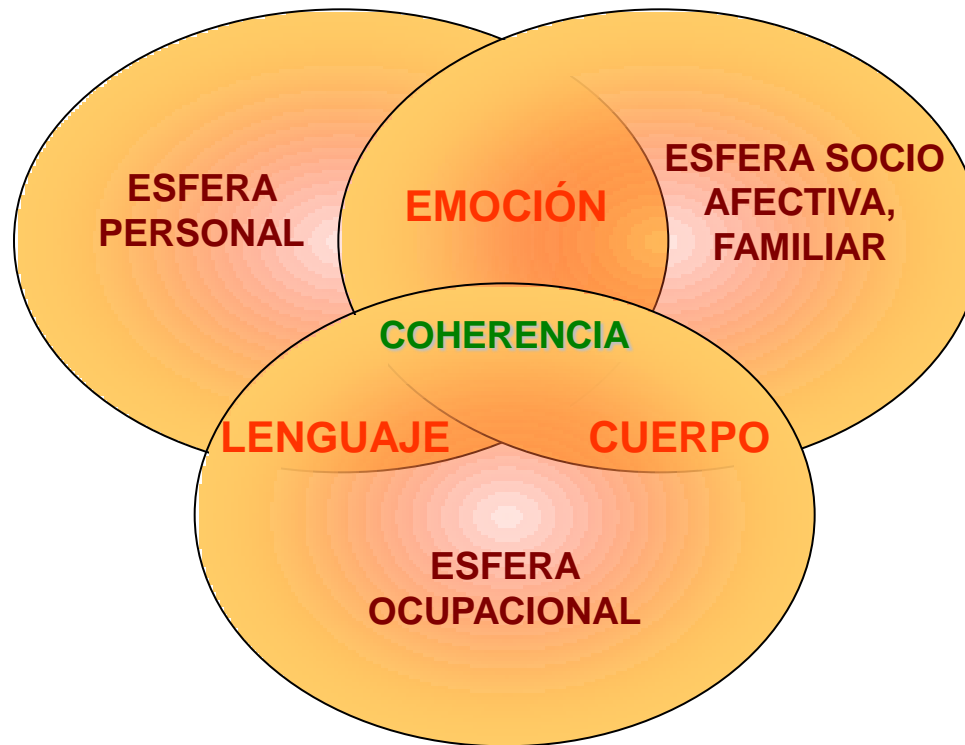 ESFERA
PERSONAL
EMOCIÓN
ESFERA SOCIO
AFECTIVA,
FAMILIAR
COHERENCIA
LENGUAJE
CUERPO
ESFERA
OCUPACIONAL